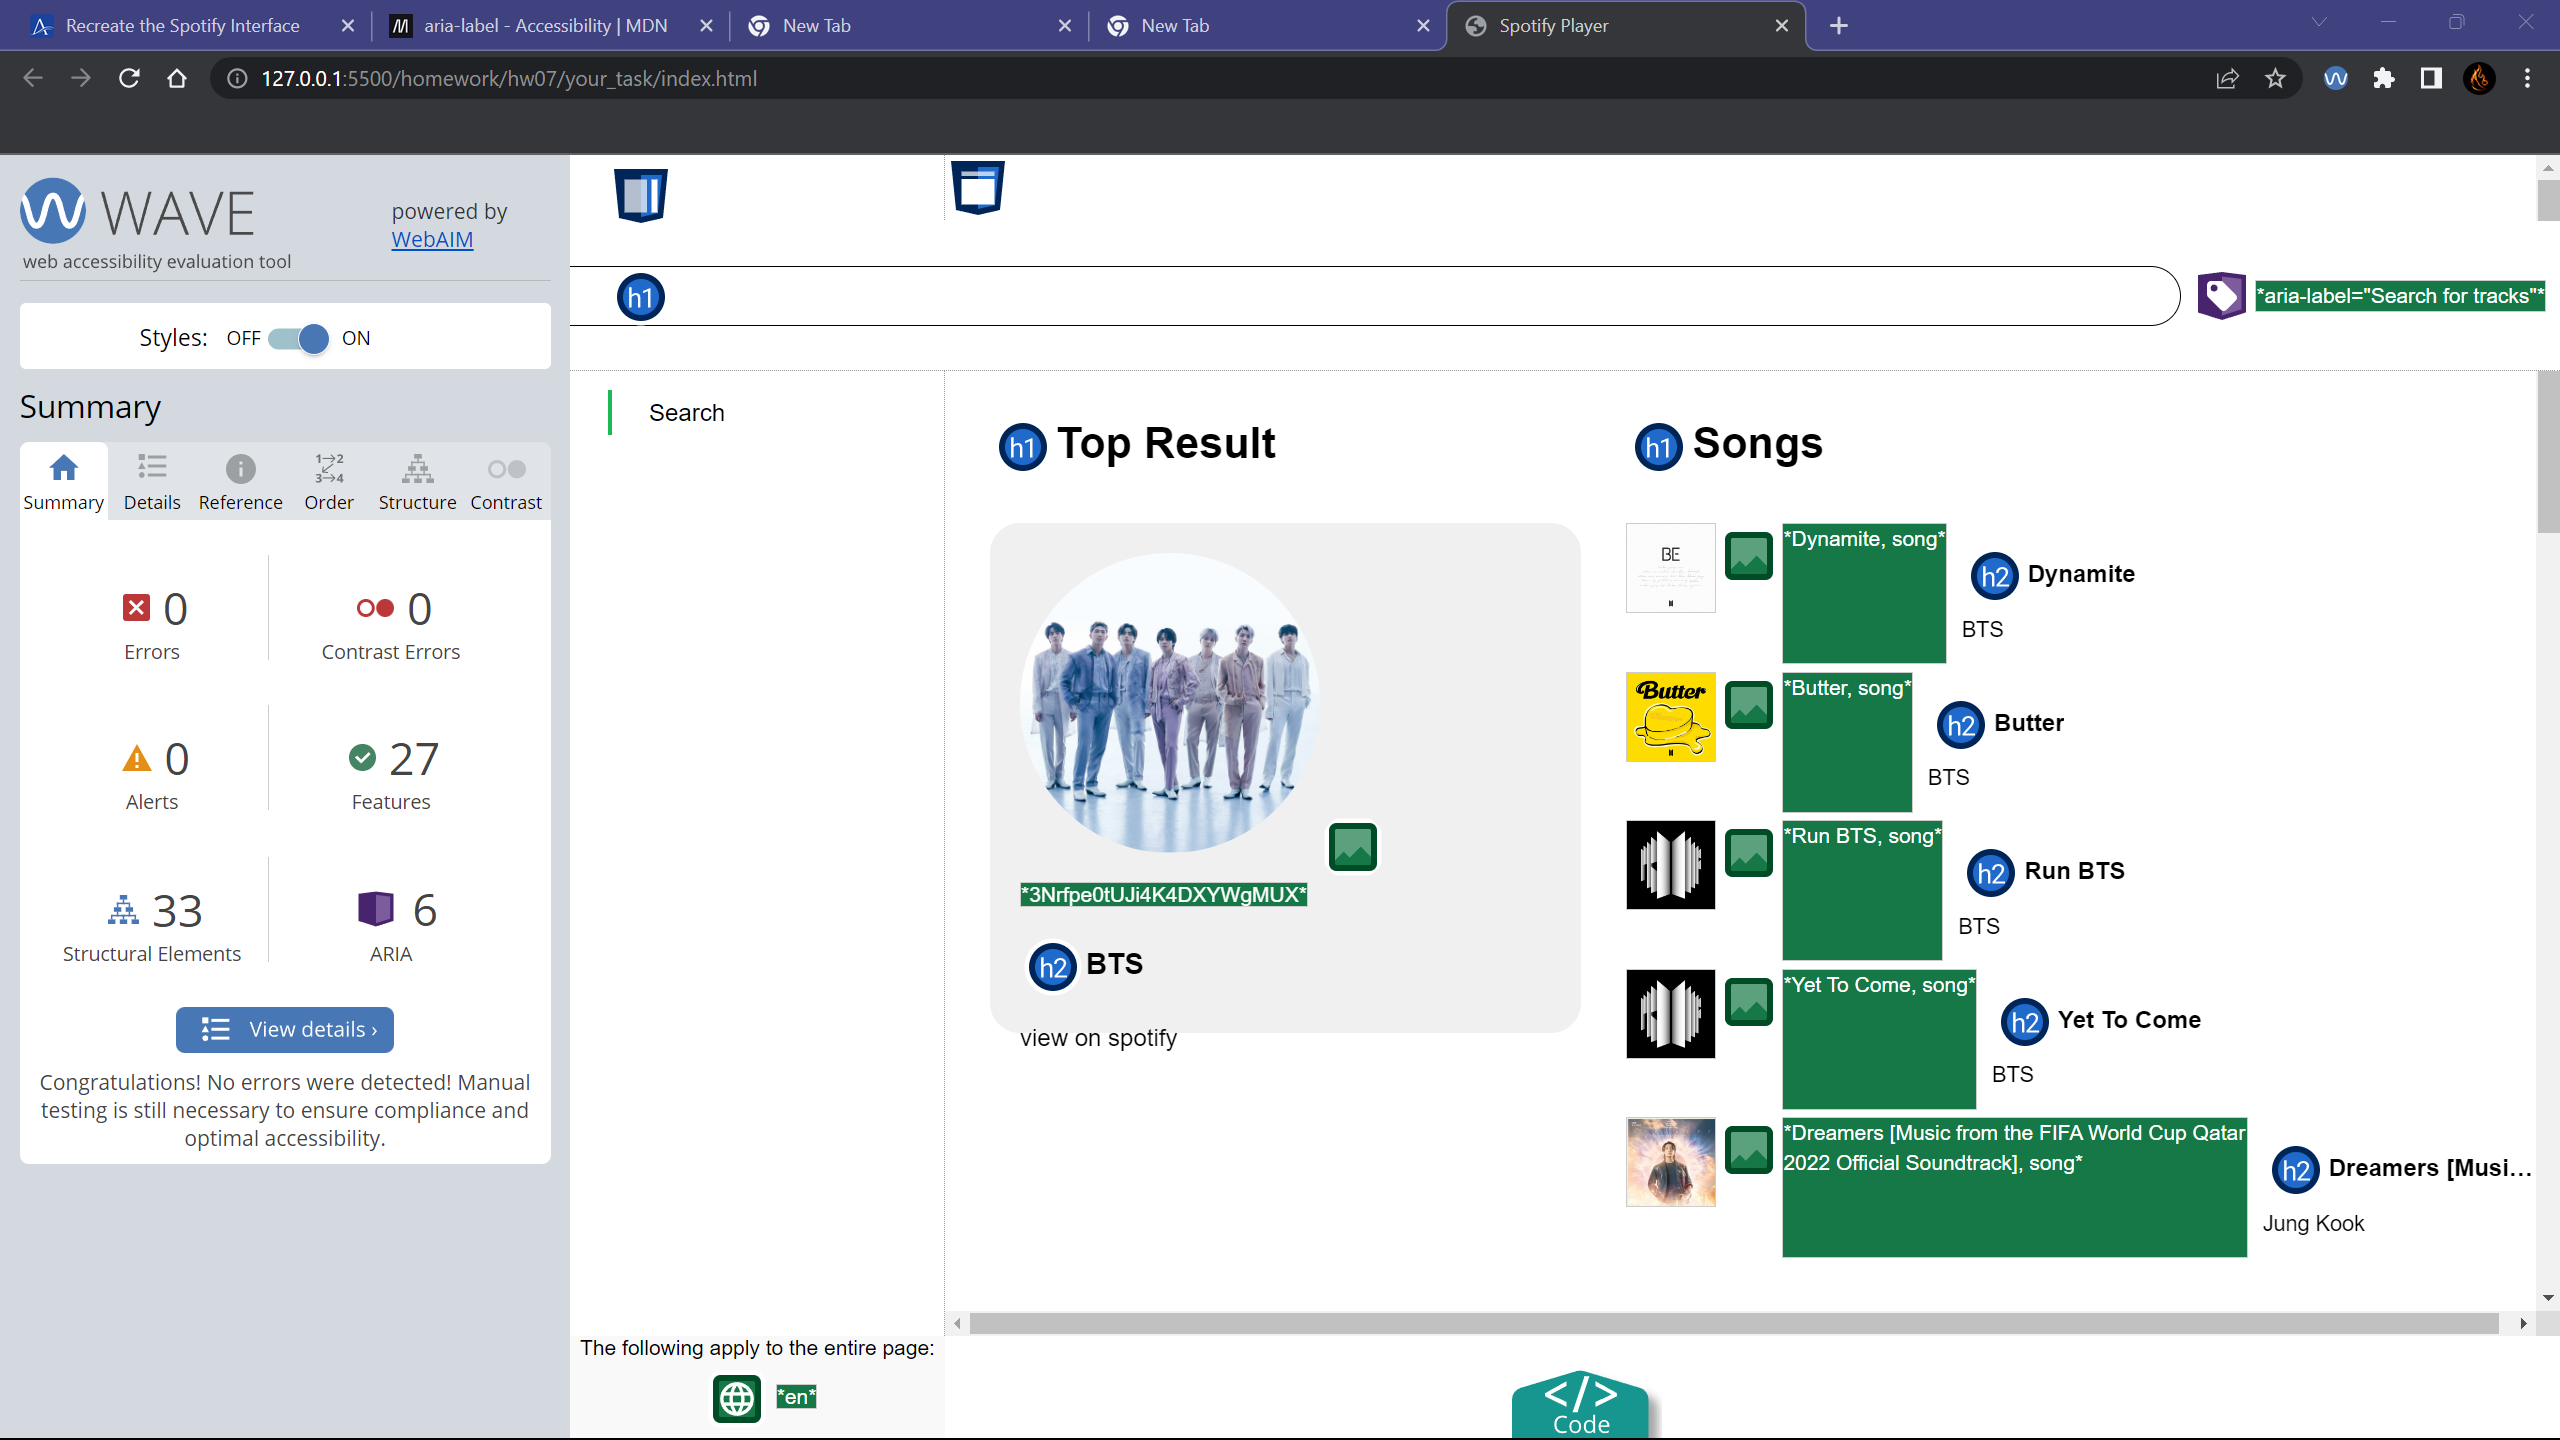 Recreate the Spotify Interface
aria-label - Accessibility | MDN
New Tab
New Tab
Spotify Player
127.0.0.1:5500/homework/hw07/your_task/index.html
WAVE
powered by
WebAIM
web accessibility evaluation tool
Styles: OFF ON
Summary
Summary
Details
Reference
Order
Structure
Contrast
0
Errors
0
Contrast Errors
0
Alerts
27
Features
33
Structural Elements
6
ARIA
View details ›
Congratulations! No errors were detected! Manual
testing is still necessary to ensure compliance and
optimal accessibility.
h1
*aria-label="Search for tracks"*
Search
h1 Top Result
*3Nrfpe0tUJi4K4DXYWgMUX*
h2 BTS
view on spotify
h1 Songs
BE
*Dynamite, song*
h2 Dynamite
BTS
Butter
*Butter, song*
h2 Butter
BTS
*Run BTS, song*
h2 Run BTS
BTS
*Yet To Come, song*
h2 Yet To Come
BTS
*Dreamers [Music from the FIFA World Cup Qatar
2022 Official Soundtrack], song*
h2 Dreamers [Musi...
Jung Kook
The following apply to the entire page:
*en*
</>
Code